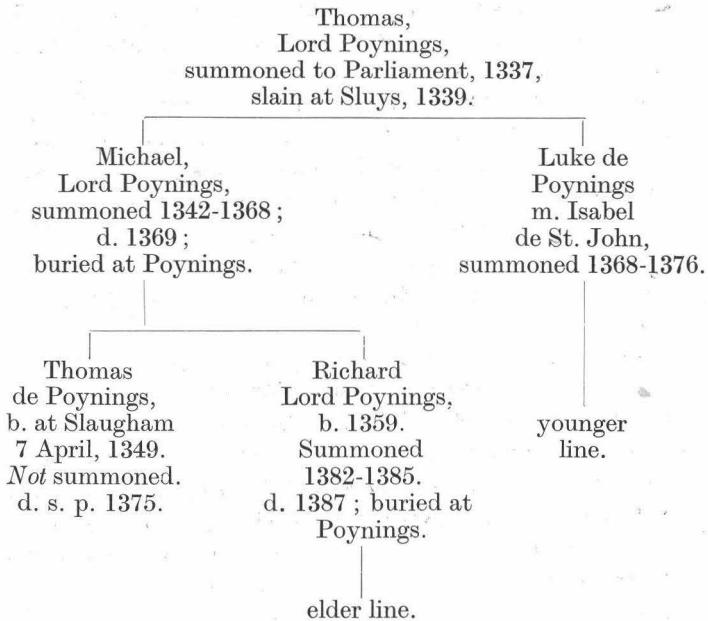 Thomas,
Lord Poynings,
summoned to Parliament, 1337,
slain at Sluys, 1339.
Michael,
Lord Poynings,
summoned 1342-1368 ;
d. 1369 ;
buried at Poynings.
Luke de
Poynings
m. Isabel
de St. John,
summoned 1368-1376.
Thomas
de Poynings,
b. at Slaugham
7 April, 1349.
Not summoned.
d. s. p. 1375.
Richard
Lord Poynings,
b. 1359.
Summoned
1382-1385.
d. 1387 ; buried at
Poynings.
younger
line.
elder line.